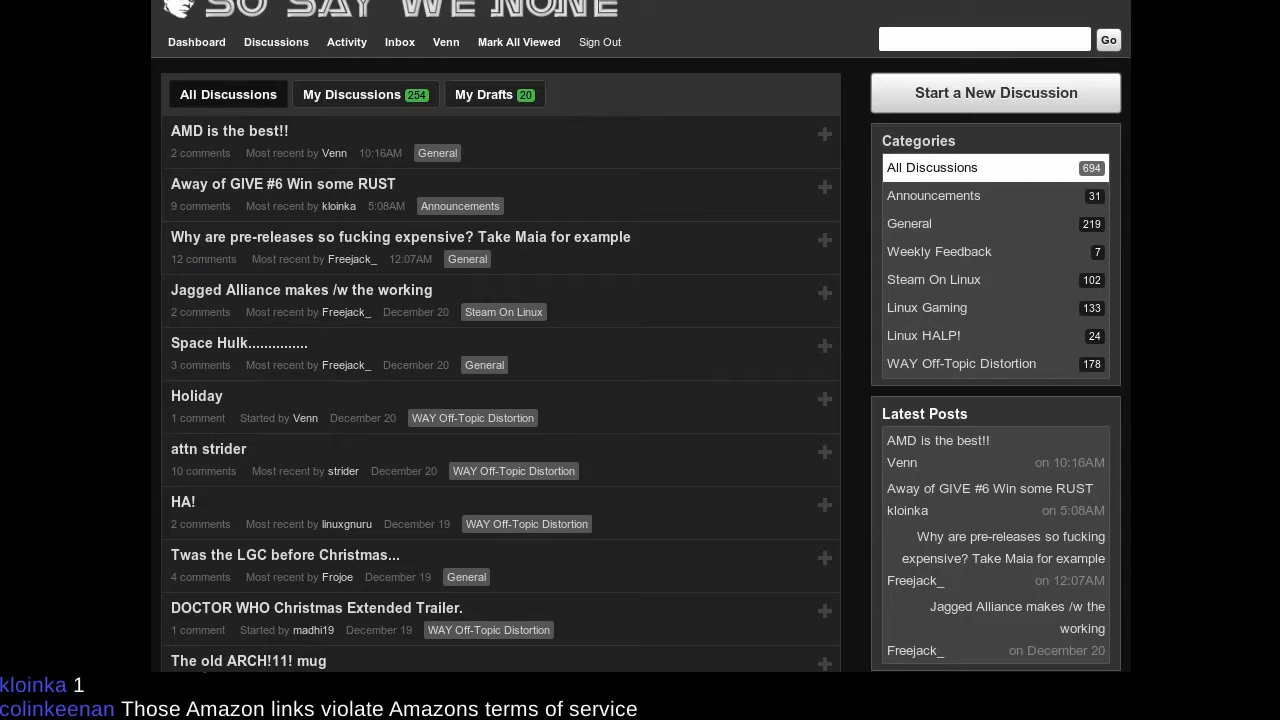 SO SAY WE NONE
Dashboard Discussions Activity Inbox Venn Mark All Viewed Sign Out Go
All Discussions My Discussions 254 My Drafts 20
AMD is the best!!
2 comments Most recent by Venn 10:16AM General
Away of GIVE #6 Win some RUST
9 comments Most recent by kloinka 5:08AM Announcements
Why are pre-releases so fucking expensive? Take Maia for example
12 comments Most recent by Freejack_ 12:07AM General
Jagged Alliance makes /w the working
2 comments Most recent by Freejack_ December 20 Steam On Linux
Space Hulk...............
3 comments Most recent by Freejack_ December 20 General
Holiday
1 comment Started by Venn December 20 WAY Off-Topic Distortion
attn strider
10 comments Most recent by strider December 20 WAY Off-Topic Distortion
HA!
2 comments Most recent by linuxgnuru December 19 WAY Off-Topic Distortion
Twas the LGC before Christmas...
4 comments Most recent by Frojoe December 19 General
DOCTOR WHO Christmas Extended Trailer.
1 comment Started by madhi19 December 19 WAY Off-Topic Distortion
The old ARCH!11! mug
Start a New Discussion
Categories
All Discussions 694
Announcements 31
General 219
Weekly Feedback 7
Steam On Linux 102
Linux Gaming 133
Linux HALP! 24
WAY Off-Topic Distortion 178
Latest Posts
AMD is the best!!
Venn on 10:16AM
Away of GIVE #6 Win some RUST
kloinka on 5:08AM
Why are pre-releases so fucking
expensive? Take Maia for example
Freejack_ on 12:07AM
Jagged Alliance makes /w the
working
Freejack_ on December 20
kloinka 1
colinkeenan Those Amazon links violate Amazons terms of service